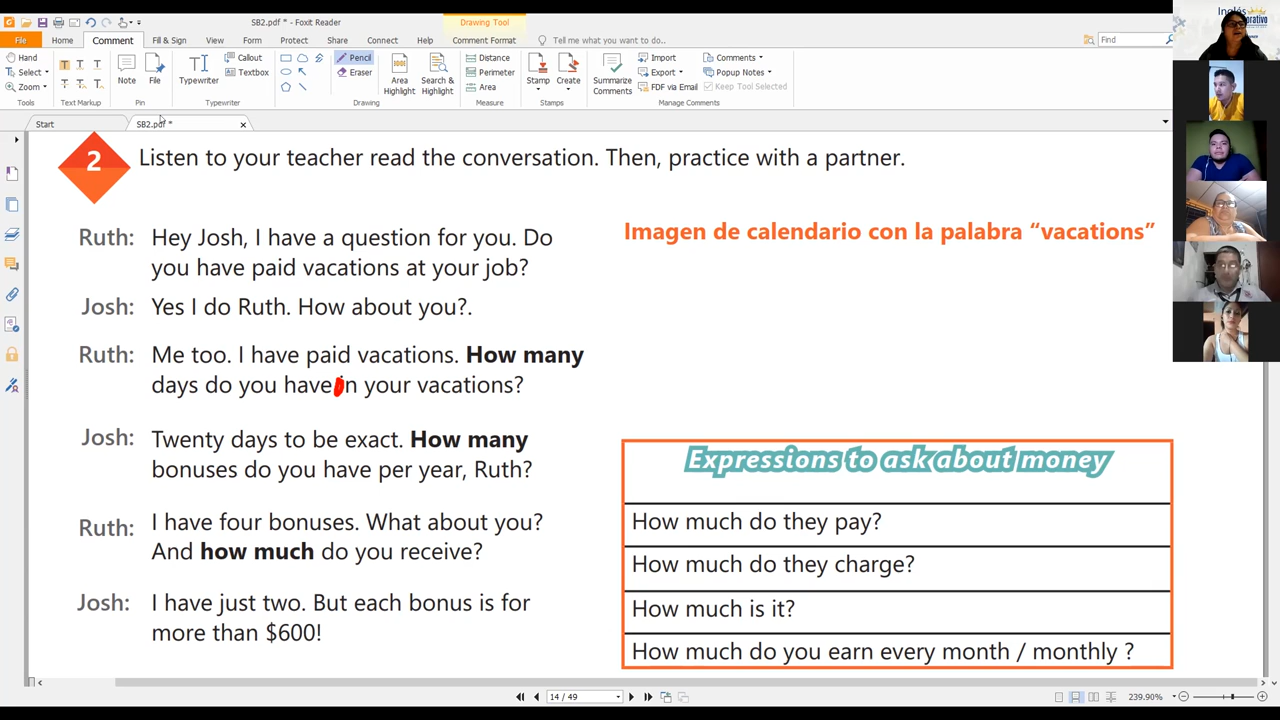 SB2.pdf * - Foxit Reader
Drawing Tool
Inglés
File Home Comment Fill & Sign View Form Protect Share Connect Help Comment Format Tell me what you want to do... Find
Hand
Select
Zoom
Tools
Text Markup
Note
File
Pin
Typewriter
Callout
Textbox
Typewriter
Pencil
Eraser
Drawing
Area Highlight
Search & Highlight
Distance
Perimeter
Area
Measure
Stamp
Create
Stamps
Summarize Comments
Import
Export
FDF via Email
Comments
Popup Notes
Keep Tool Selected
Manage Comments
Start
SB2.pdf *
2
Listen to your teacher read the conversation. Then, practice with a partner.
Ruth: Hey Josh, I have a question for you. Do
you have paid vacations at your job?
Josh: Yes I do Ruth. How about you?.
Ruth: Me too. I have paid vacations. How many
days do you have in your vacations?
Josh: Twenty days to be exact. How many
bonuses do you have per year, Ruth?
Ruth: I have four bonuses. What about you?
And how much do you receive?
Josh: I have just two. But each bonus is for
more than $600!
Imagen de calendario con la palabra “vacations”
Expressions to ask about money
How much do they pay?
How much do they charge?
How much is it?
How much do you earn every month / monthly ?
14 / 49
239.90%